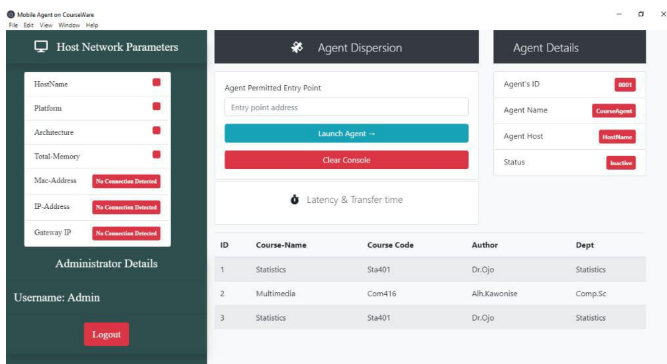 Mobile Agent on CourseWare
File Edit View Window Help
Host Network Parameters
HostName
Platform
Architecture
Total-Memory
Mac-Address No Connection Detected
IP-Address No Connection Detected
Gateway IP No Connection Detected
Administrator Details
Username: Admin
Logout
Agent Dispersion
Agent Permitted Entry Point
Entry point address
Launch Agent →
Clear Console
Latency & Transfer time
Agent Details
Agent's ID 0001
Agent Name CourseAgent
Agent Host HostName
Status Inactive
ID Course-Name Course Code Author Dept
1 Statistics Sta401 Dr.Ojo Statistics
2 Multimedia Com416 Alh.Kawonise Comp.Sc
3 Statistics Sta401 Dr.Ojo Statistics